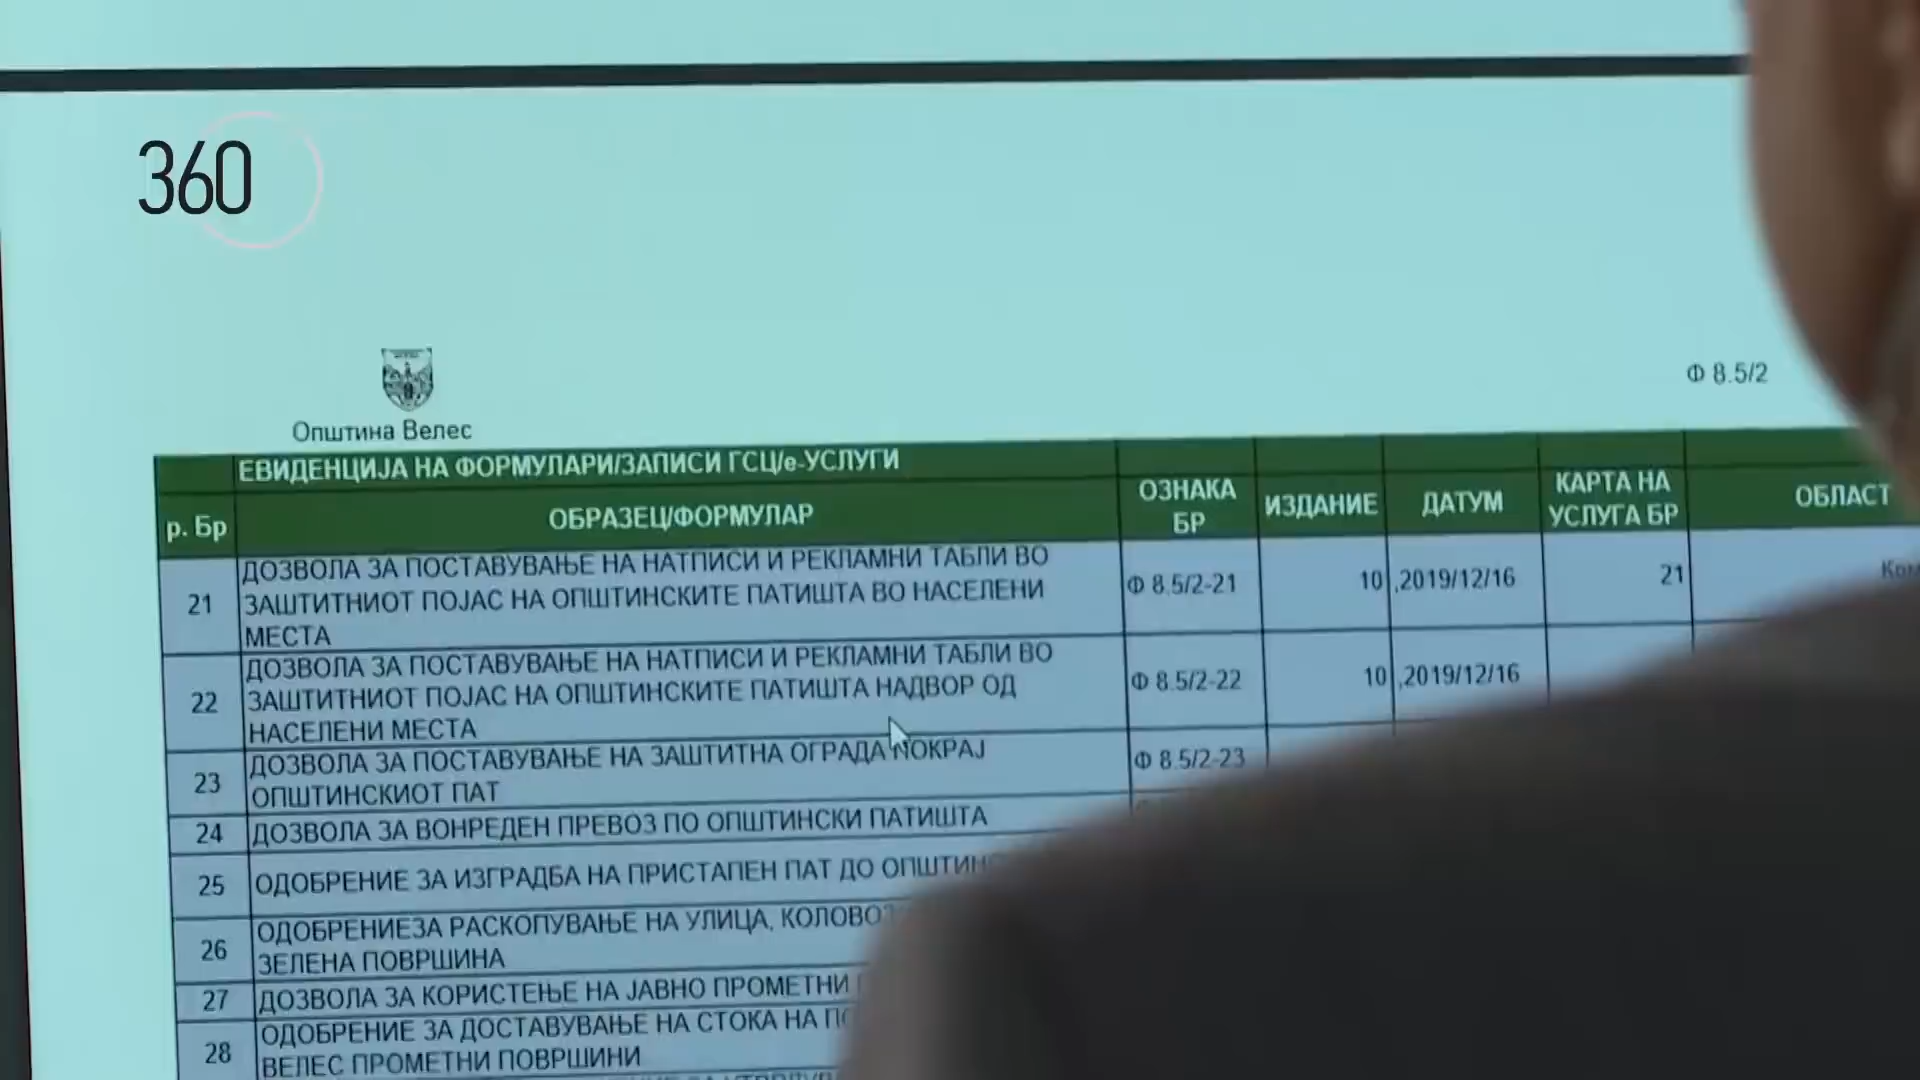 360
Општина Велес
Ф 8.5/2
ЕВИДЕНЦИЈА НА ФОРМУЛАРИ/ЗАПИСИ ГСЦ/е-УСЛУГИ
р. Бр
ОБРАЗЕЦ/ФОРМУЛАР
ОЗНАКА
БР
ИЗДАНИЕ
ДАТУМ
КАРТА НА
УСЛУГА БР
ОБЛАСТ
21
ДОЗВОЛА ЗА ПОСТАВУВАЊЕ НА НАТПИСИ И РЕКЛАМНИ ТАБЛИ ВО
ЗАШТИТНИОТ ПОЈАС НА ОПШТИНСКИТЕ ПАТИШТА ВО НАСЕЛЕНИ
МЕСТА
Ф 8.5/2-21
10
,2019/12/16
21
22
ДОЗВОЛА ЗА ПОСТАВУВАЊЕ НА НАТПИСИ И РЕКЛАМНИ ТАБЛИ ВО
ЗАШТИТНИОТ ПОЈАС НА ОПШТИНСКИТЕ ПАТИШТА НАДВОР ОД
НАСЕЛЕНИ МЕСТА
Ф 8.5/2-22
10
,2019/12/16
23
ДОЗВОЛА ЗА ПОСТАВУВАЊЕ НА ЗАШТИТНА ОГРАДА ПОКРАЈ
ОПШТИНСКИОТ ПАТ
Ф 8.5/2-23
24
ДОЗВОЛА ЗА ВОНРЕДЕН ПРЕВОЗ ПО ОПШТИНСКИ ПАТИШТА
25
ОДОБРЕНИЕ ЗА ИЗГРАДБА НА ПРИСТАПЕН ПАТ ДО
26
ОДОБРЕНИЕЗА РАСКОПУВАЊЕ НА УЛИЦА,
ЗЕЛЕНА ПОВРШИНА
27
ДОЗВОЛА ЗА КОРИСТЕЊЕ НА ЈАВНО ПРОМЕТНИ
28
ОДОБРЕНИЕ ЗА ДОСТАВУВАЊЕ НА СТОКА НА
ВЕЛЕС ПРОМЕТНИ ПОВРШИНИ